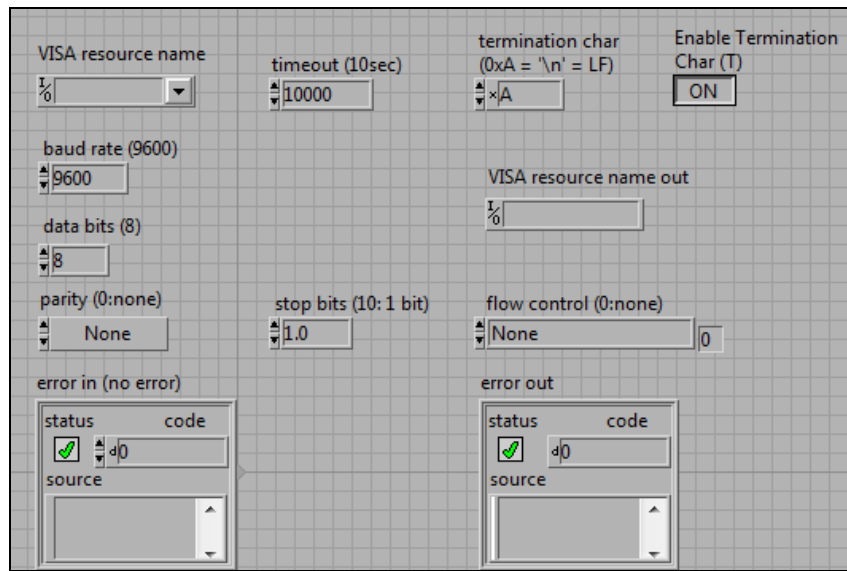 VISA resource name
timeout (10sec)
termination char
(0xA = '\n' = LF)
Enable Termination
Char (T)
I/O
10000
×A
ON
baud rate (9600)
9600
VISA resource name out
I/O
data bits (8)
8
parity (0:none)
stop bits (10: 1 bit)
flow control (0:none)
None
1.0
None
0
error in (no error)
error out
status code
status code
d0
d0
source
source